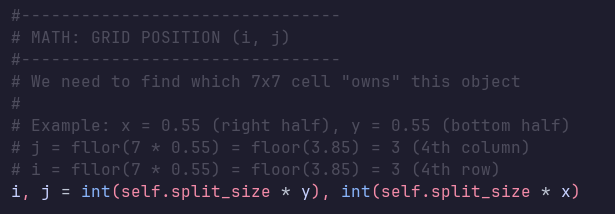 #--------------------------------
# MATH: GRID POSITION (i, j)
#--------------------------------
# We need to find which 7x7 cell "owns" this object
#
# Example: x = 0.55 (right half), y = 0.55 (bottom half)
# j = fllor(7 * 0.55) = floor(3.85) = 3 (4th column)
# i = fllor(7 * 0.55) = floor(3.85) = 3 (4th row)
i, j = int(self.split_size * y), int(self.split_size * x)